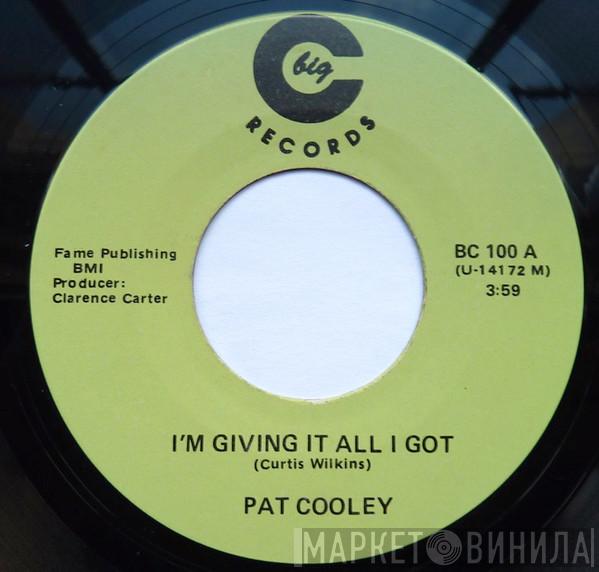 big
C
RECORDS
Fame Publishing
BMI
Producer:
Clarence Carter
BC 100 A
(U-14172 M)
3:59
I'M GIVING IT ALL I GOT
(Curtis Wilkins)
PAT COOLEY
МАРКЕТ ВИНИЛА